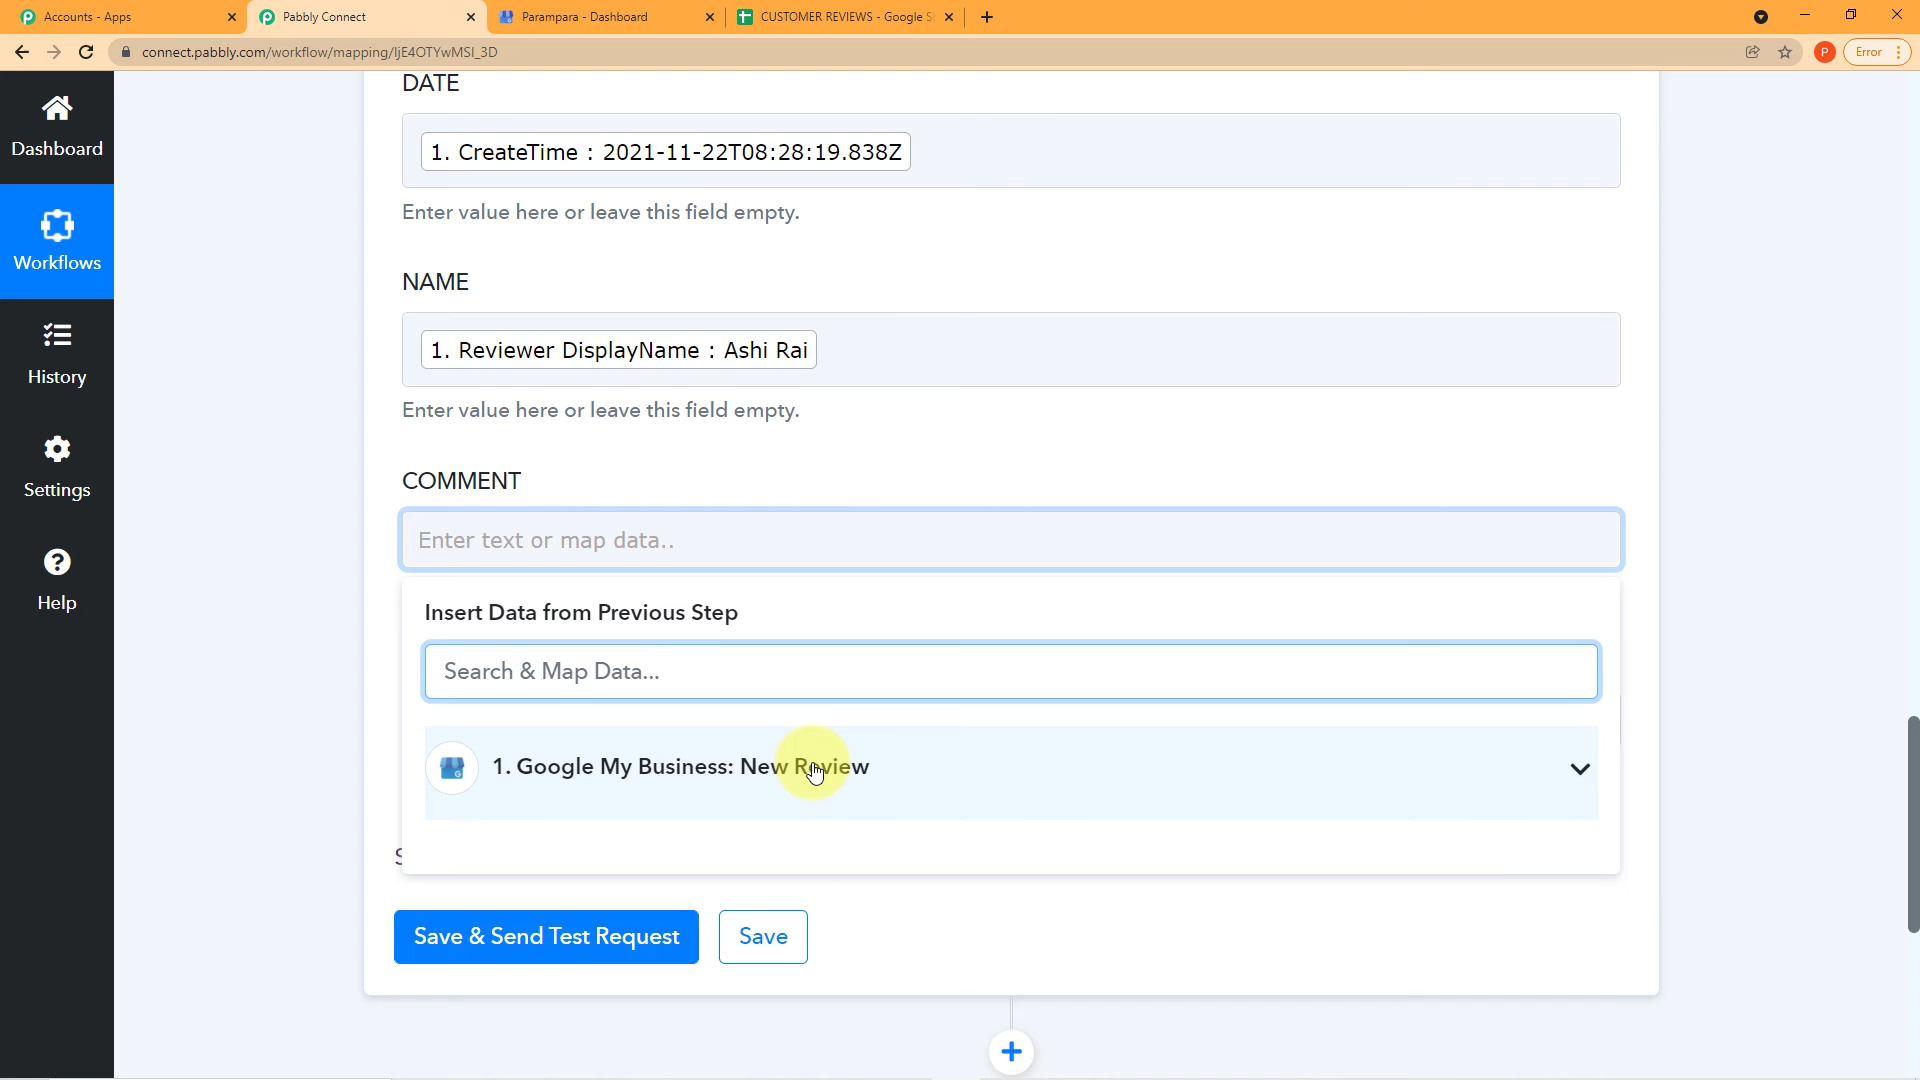 Accounts - Apps
Pabbly Connect
Parampara - Dashboard
CUSTOMER REVIEWS - Google S
connect.pabbly.com/workflow/mapping/IjE4OTYwMSI_3D
P
Error
Dashboard
Workflows
History
Settings
Help
DATE
1. CreateTime : 2021-11-22T08:28:19.838Z
Enter value here or leave this field empty.
NAME
1. Reviewer DisplayName : Ashi Rai
Enter value here or leave this field empty.
COMMENT
Enter text or map data..
Insert Data from Previous Step
Search & Map Data...
1. Google My Business: New Review
Save & Send Test Request
Save